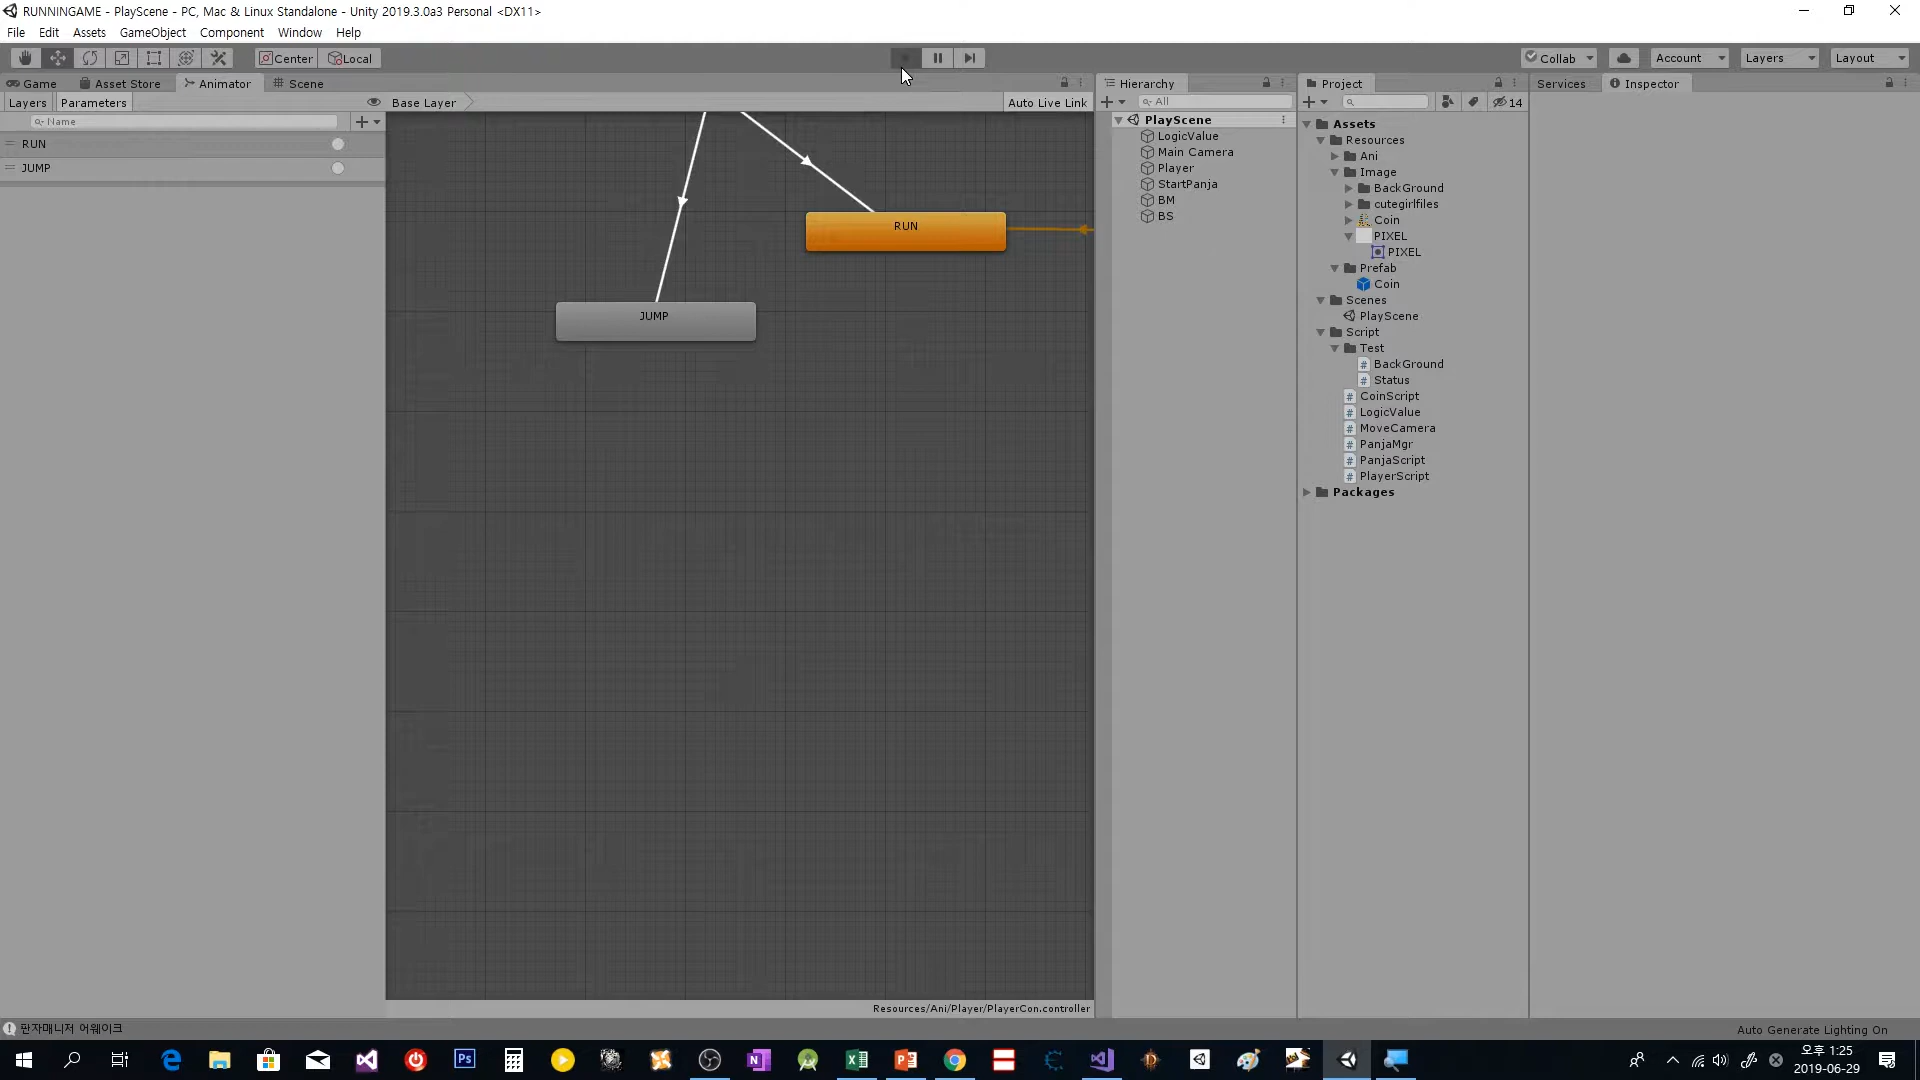 RUNNINGAME - PlayScene - PC, Mac & Linux Standalone - Unity 2019.3.0a3 Personal <DX11>
File Edit Assets GameObject Component Window Help
Center Local Collab Account Layers Layout
Game Asset Store Animator Scene
Layers Parameters Base Layer Auto Live Link
Name
RUN
JUMP
RUN
JUMP
Resources/Ani/Player/PlayerCon.controller
Hierarchy
All
PlayScene
LogicValue
Main Camera
Player
StartPanja
BM
BS
Project
14
Assets
Resources
Ani
Image
BackGround
cutegirlfiles
Coin
PIXEL
PIXEL
Prefab
Coin
Scenes
PlayScene
Script
Test
BackGround
Status
CoinScript
LogicValue
MoveCamera
PanjaMgr
PanjaScript
PlayerScript
Packages
Services Inspector
판자매니저 어웨이크
Auto Generate Lighting On
Ps
오후 1:25
2019-06-29